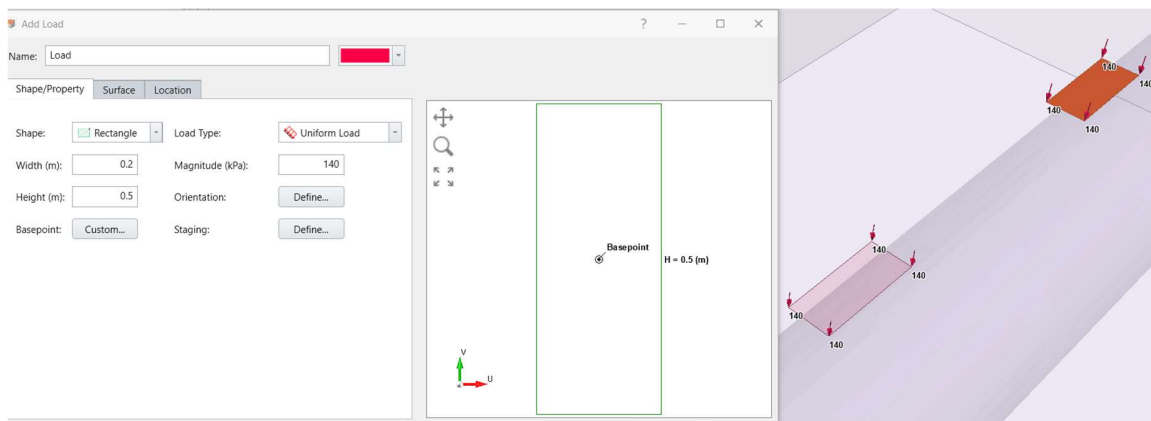 Add Load
?
Name: Load
Shape/Property Surface Location
Shape: Rectangle Load Type: Uniform Load
Width (m): 0.2 Magnitude (kPa): 140
Height (m): 0.5 Orientation: Define...
Basepoint: Custom... Staging: Define...
Basepoint
H = 0.5 (m)
V
U
140
140
140
140
140
140
140
140